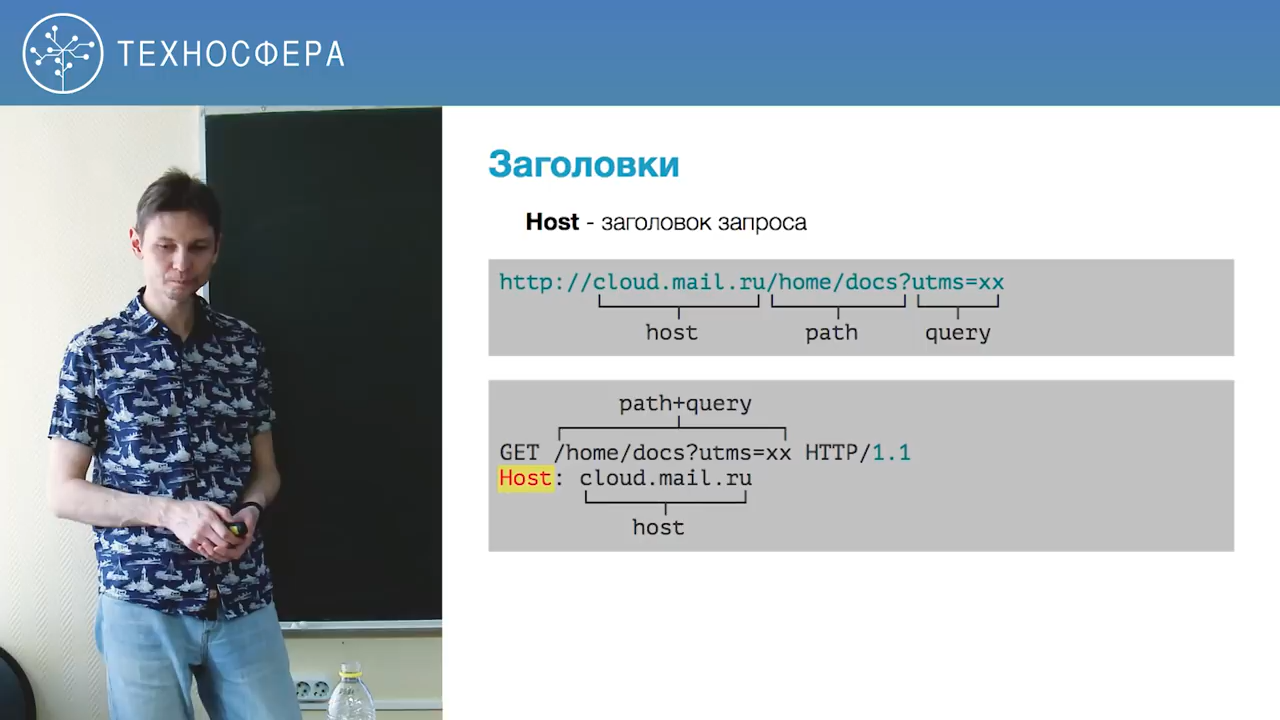 ТЕХНОСФЕРА
Заголовки
Host - заголовок запроса
http://cloud.mail.ru/home/docs?utms=xx
host path query
path+query
GET /home/docs?utms=xx HTTP/1.1
Host: cloud.mail.ru
host